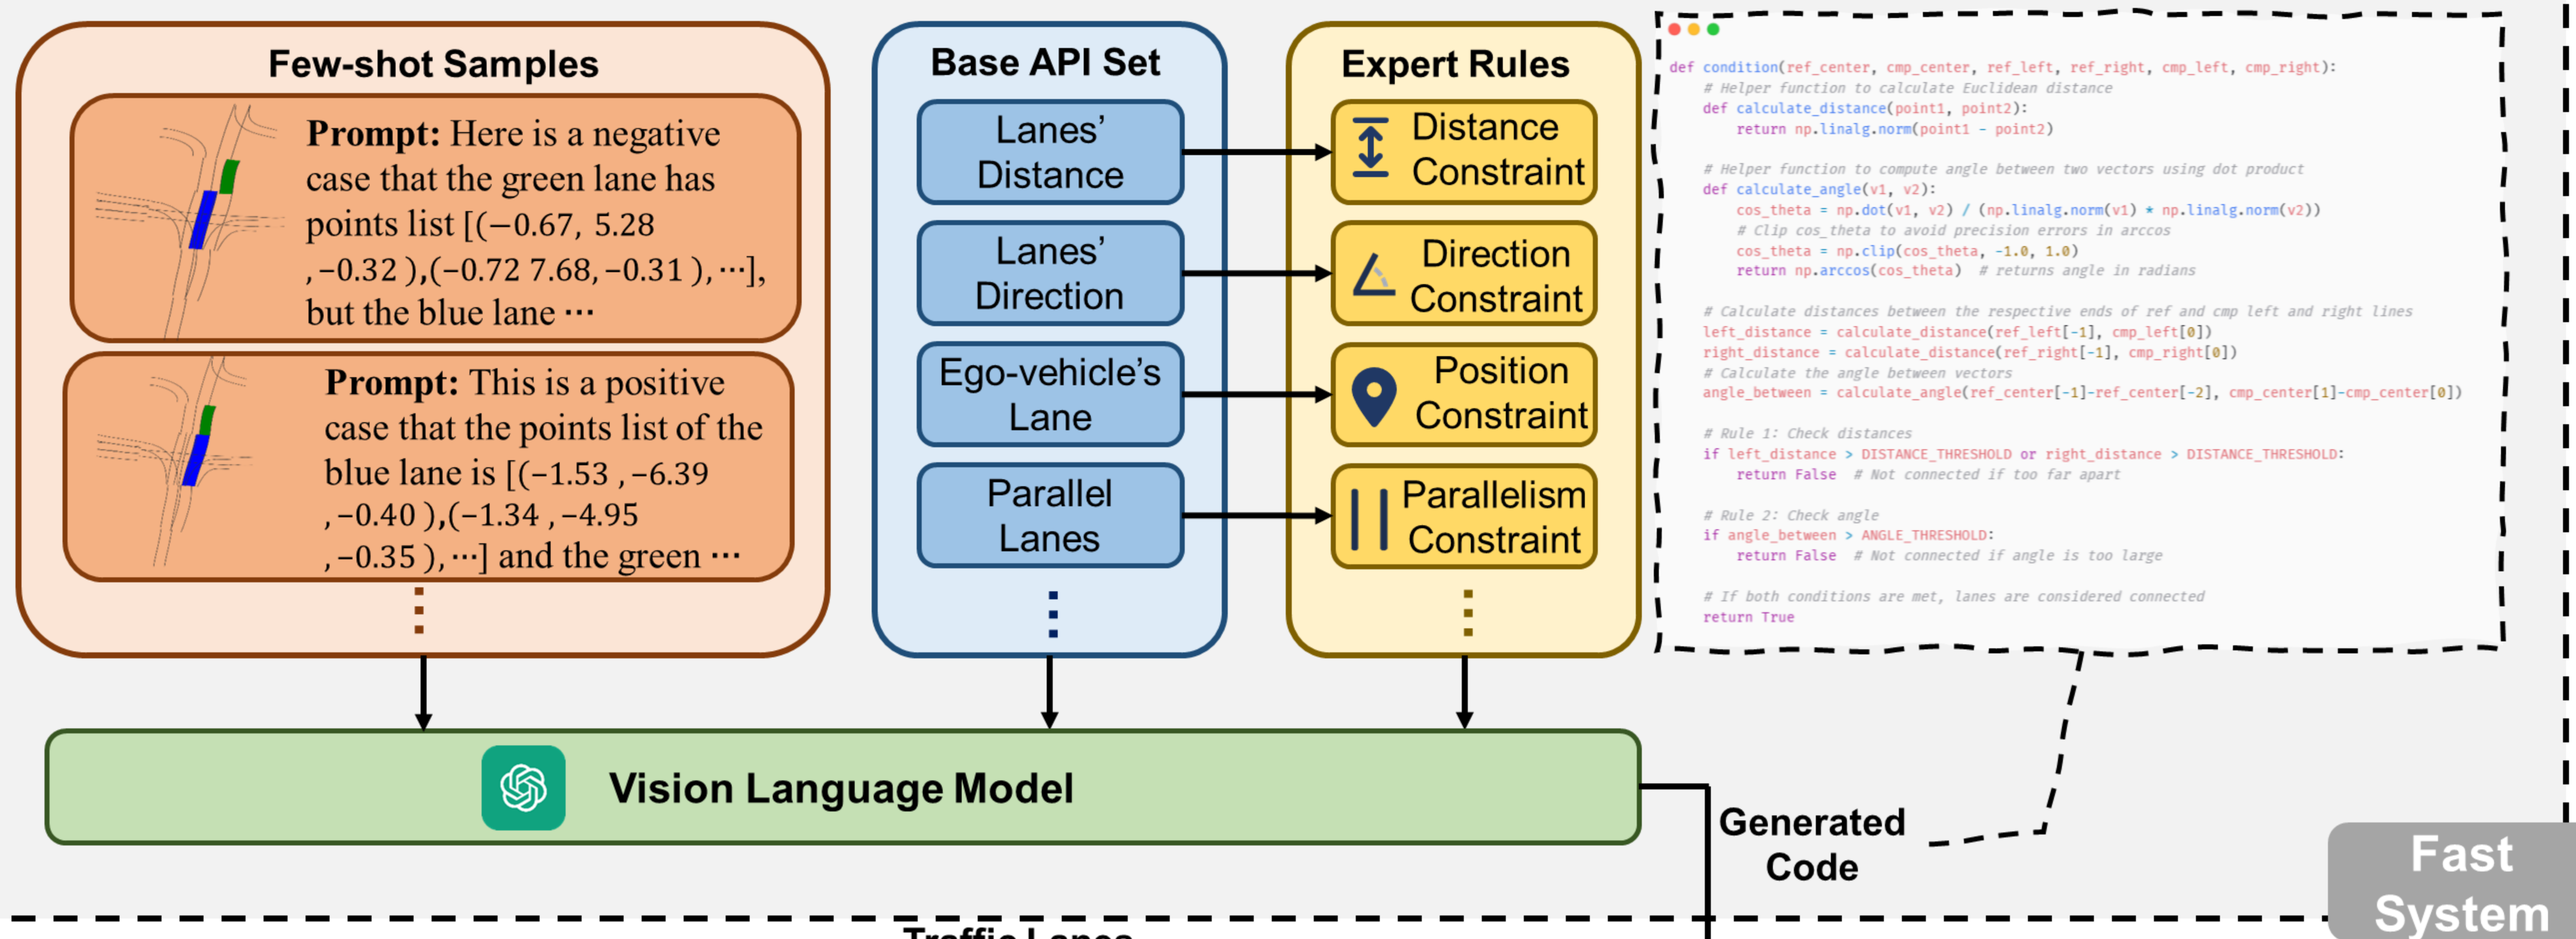 Few-shot Samples
Prompt: Here is a negative
case that the green lane has
points list [(−0.67, 5.28
, −0.32 ),(−0.72 7.68, −0.31 ), ⋯],
but the blue lane ⋯
Prompt: This is a positive
case that the points list of the
blue lane is [(−1.53 , −6.39
, −0.40 ),(−1.34 , −4.95
, −0.35 ), ⋯] and the green ⋯
Base API Set
Lanes’
Distance
Lanes’
Direction
Ego-vehicle’s
Lane
Parallel
Lanes
Expert Rules
Distance
Constraint
Direction
Constraint
Position
Constraint
Parallelism
Constraint
def condition(ref_center, cmp_center, ref_left, ref_right, cmp_left, cmp_right):
# Helper function to calculate Euclidean distance
def calculate_distance(point1, point2):
return np.linalg.norm(point1 - point2)
# Helper function to compute angle between two vectors using dot product
def calculate_angle(v1, v2):
cos_theta = np.dot(v1, v2) / (np.linalg.norm(v1) * np.linalg.norm(v2))
# Clip cos_theta to avoid precision errors in arccos
cos_theta = np.clip(cos_theta, -1.0, 1.0)
return np.arccos(cos_theta)  # returns angle in radians
# Calculate distances between the respective ends of ref and cmp left and right lines
left_distance = calculate_distance(ref_left[-1], cmp_left[0])
right_distance = calculate_distance(ref_right[-1], cmp_right[0])
# Calculate the angle between vectors
angle_between = calculate_angle(ref_center[-1]-ref_center[-2], cmp_center[1]-cmp_center[0])
# Rule 1: Check distances
if left_distance > DISTANCE_THRESHOLD or right_distance > DISTANCE_THRESHOLD:
return False  # Not connected if too far apart
# Rule 2: Check angle
if angle_between > ANGLE_THRESHOLD:
return False  # Not connected if angle is too large
# If both conditions are met, lanes are considered connected
return True
Vision Language Model
Generated
Code
Fast
System
Traffic Lanes